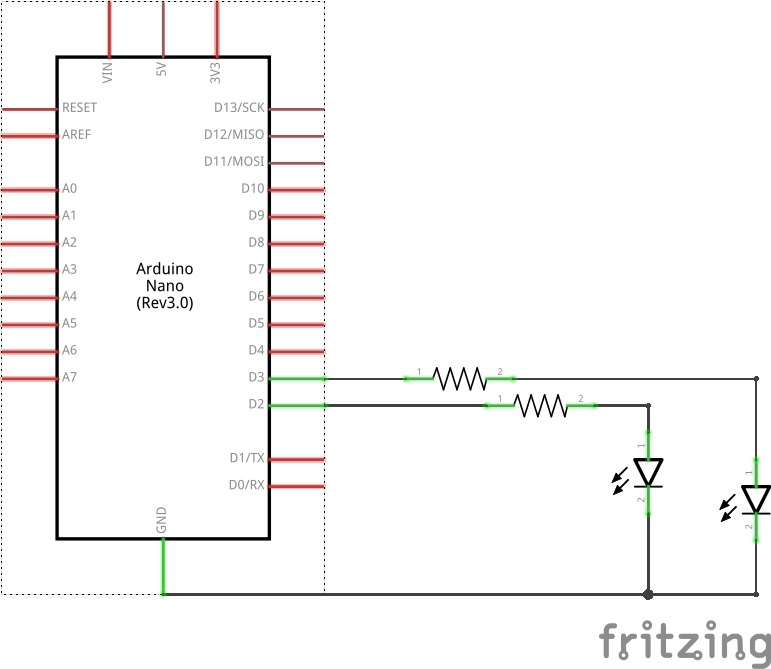 VIN 5V 3V3
RESET D13/SCK
AREF D12/MISO
D11/MOSI
A0 D10
A1 D9
A2 D8
A3 D7
Arduino
Nano
(Rev3.0)
A4 D6
A5 D5
A6 D4
A7 D3 1 2
D2 1 2
1
D1/TX 1
D0/RX 2
GND 2
fritzing